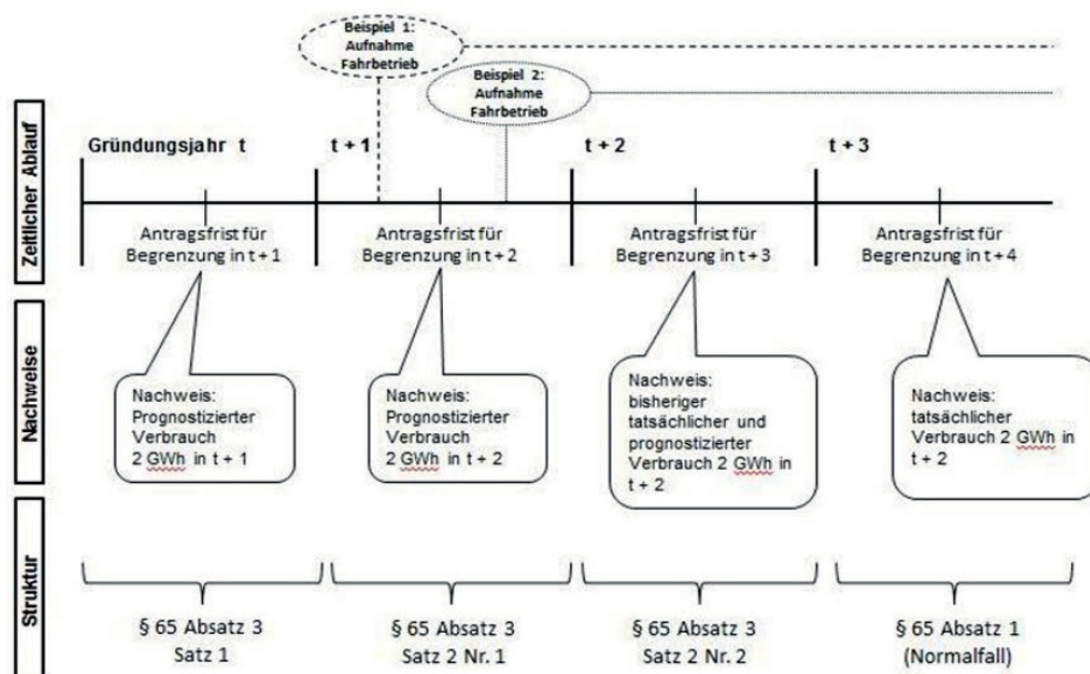 Beispiel 1:
Aufnahme
Fahrbetrieb
Beispiel 2:
Aufnahme
Fahrbetrieb
Zeitlicher Ablauf
Gründungsjahr t
t + 1
t + 2
t + 3
Antragsfrist für
Begrenzung in t + 1
Antragsfrist für
Begrenzung in t + 2
Antragsfrist für
Begrenzung in t + 3
Antragsfrist für
Begrenzung in t + 4
Nachweise
Nachweis:
Prognostizierter
Verbrauch
2 GWh in t + 1
Nachweis:
Prognostizierter
Verbrauch
2 GWh in t + 2
Nachweis:
bisheriger
tatsächlicher und
prognostizierter
Verbrauch 2 GWh in
t + 2
Nachweis:
tatsächlicher
Verbrauch 2 GWh in
t + 2
Struktur
§ 65 Absatz 3
Satz 1
§ 65 Absatz 3
Satz 2 Nr. 1
§ 65 Absatz 3
Satz 2 Nr. 2
§ 65 Absatz 1
(Normalfall)